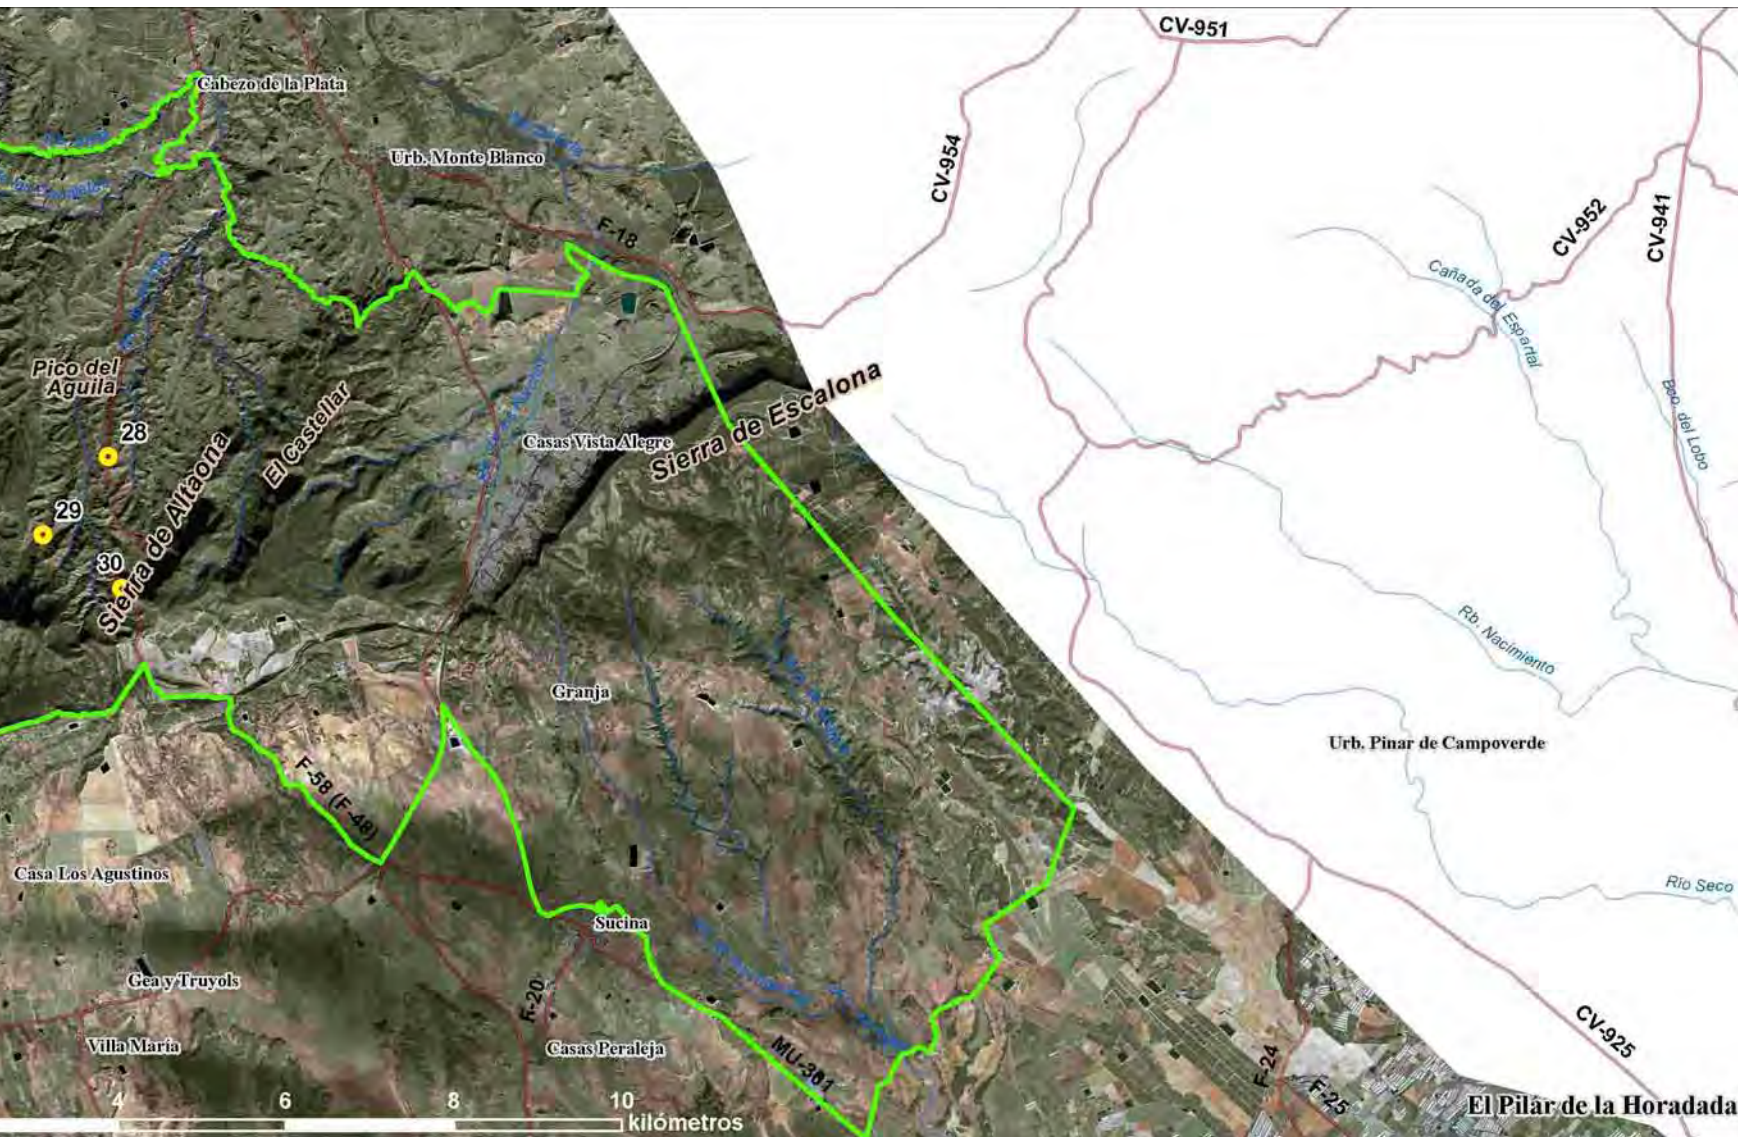 CV-951
Cabezo de la Plata
Urb. Monte Blanco
CV-954
CV-952
CV-941
F-18
Cañada del Espartal
Pico del
Aguila
Sierra de Escalona
El Castellar
Bco. del Lobo
28
Casas Vista Alegre
Sierra de Altaona
29
30
Rb. Nacimiento
Granja
Urb. Pinar de Campoverde
F-58 (F-48)
Casa Los Agustinos
Río Seco
Sucina
Gea y Truyols
F-20
CV-925
Villa María
Casas Peraleja
MU-301
F-24
F-25
El Pilar de la Horadada
4
6
8
10
kilómetros